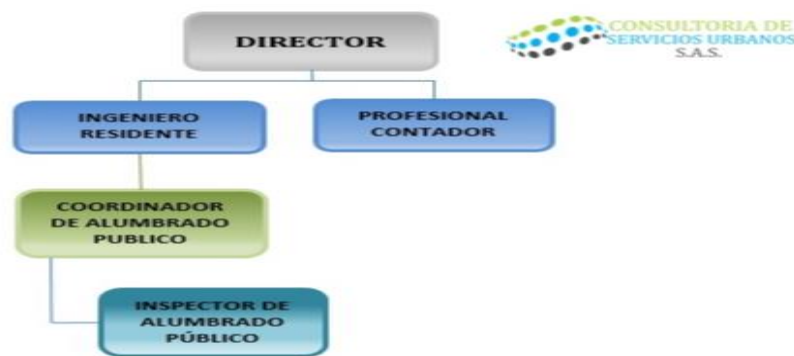 DIRECTOR
CONSULTORIA DE
SERVICIOS URBANOS
S.A.S.
INGENIERO
RESIDENTE
PROFESIONAL
CONTADOR
COORDINADOR
DE ALUMBRADO
PUBLICO
INSPECTOR DE
ALUMBRADO
PÚBLICO